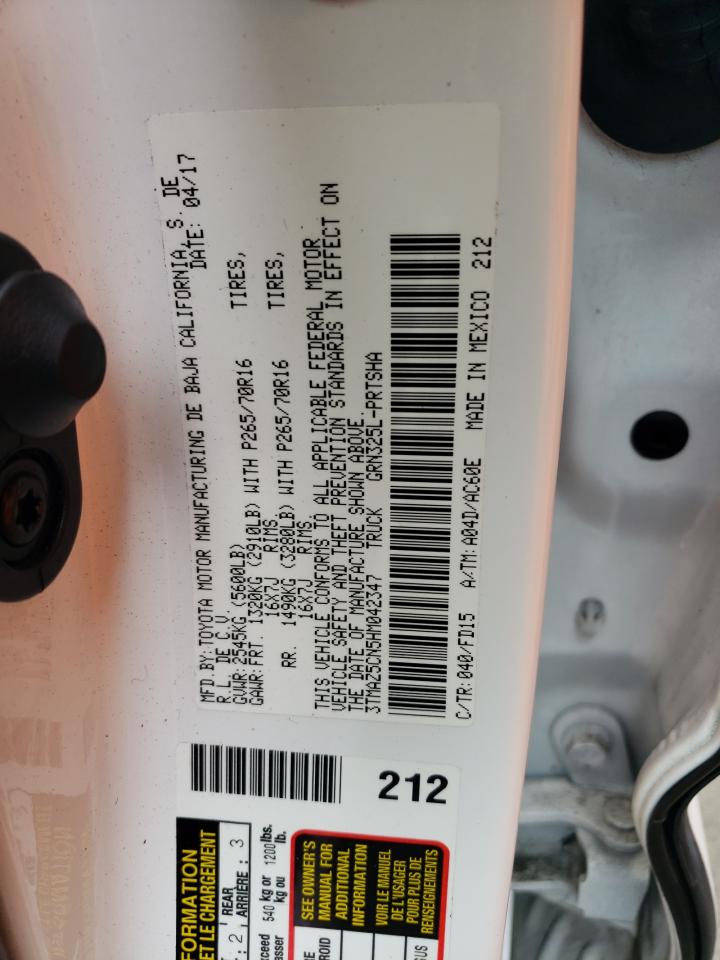 MFD.BY: TOYOTA MOTOR MANUFACTURING DE BAJA CALIFORNIA, S. DE
R.L. DE C.V. DATE: 04/17
GVWR: 2545KG (5600LB)
GAWR: FRT. 1320KG (2910LB) WITH P265/70R16 TIRES,
16X7J RIMS
RR. 1490KG (3280LB) WITH P265/70R16 TIRES,
16X7J RIMS
THIS VEHICLE CONFORMS TO ALL APPLICABLE FEDERAL MOTOR
VEHICLE SAFETY AND THEFT PREVENTION STANDARDS IN EFFECT ON
THE DATE OF MANUFACTURE SHOWN ABOVE.
3TMAZ5CN5HM042347 TRUCK GRN325L-PRTSHA
C/TR: 040/FD15 A/TM: A04D/AC60E MADE IN MEXICO 212
212
ET LE CHARGEMENT
2 REAR
ARRIÈRE : 3
540 kg or 1200 lbs.
kg ou lb.
SEE OWNER'S
MANUAL FOR
ADDITIONAL
INFORMATION
VOIR LE MANUEL
DE L'USAGER
POUR PLUS DE
RENSEIGNEMENTS